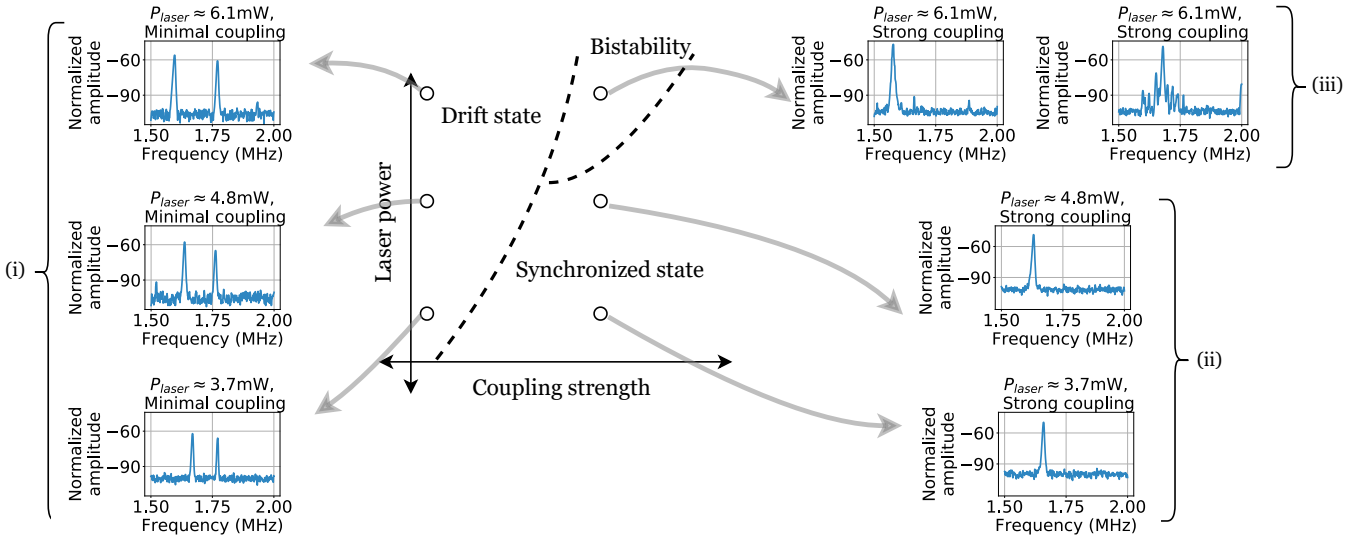 (i)
P_laser ≈ 6.1mW,
Minimal coupling
Normalized
amplitude
−60
−90
1.50 1.75 2.00
Frequency (MHz)
P_laser ≈ 4.8mW,
Minimal coupling
Normalized
amplitude
−60
−90
1.50 1.75 2.00
Frequency (MHz)
P_laser ≈ 3.7mW,
Minimal coupling
Normalized
amplitude
−60
−90
1.50 1.75 2.00
Frequency (MHz)
Bistability
Drift state
Laser power
Synchronized state
Coupling strength
P_laser ≈ 6.1mW,
Strong coupling
Normalized
amplitude
−60
−90
1.50 1.75 2.00
Frequency (MHz)
P_laser ≈ 6.1mW,
Strong coupling
Normalized
amplitude
−60
−90
1.50 1.75 2.00
Frequency (MHz)
(iii)
P_laser ≈ 4.8mW,
Strong coupling
Normalized
amplitude
−60
−90
1.50 1.75 2.00
Frequency (MHz)
(ii)
P_laser ≈ 3.7mW,
Strong coupling
Normalized
amplitude
−60
−90
1.50 1.75 2.00
Frequency (MHz)